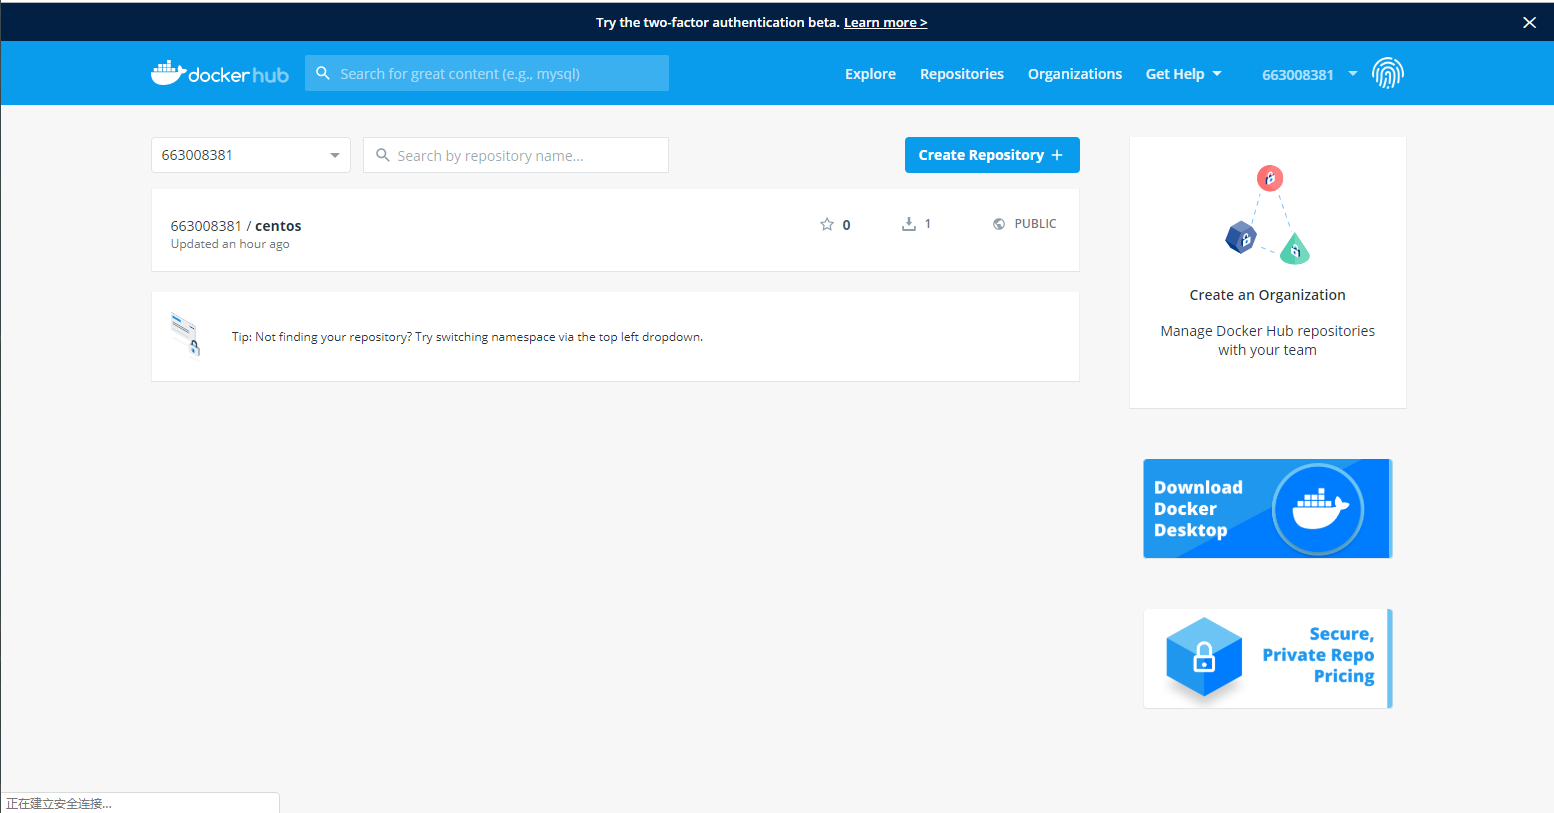 Try the two-factor authentication beta. Learn more >
docker hub
Search for great content (e.g., mysql)
Explore
Repositories
Organizations
Get Help
663008381
663008381
Search by repository name...
Create Repository +
663008381 / centos
Updated an hour ago
0
1
PUBLIC
Tip: Not finding your repository? Try switching namespace via the top left dropdown.
Create an Organization
Manage Docker Hub repositories
with your team
Download
Docker
Desktop
Secure,
Private Repo
Pricing
正在建立安全连接...